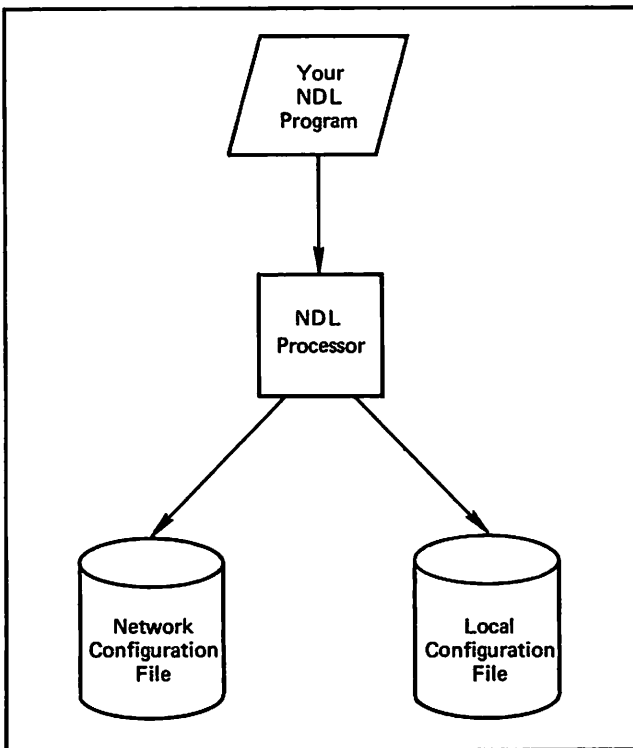 Your
NDL
Program
NDL
Processor
Network
Configuration
File
Local
Configuration
File